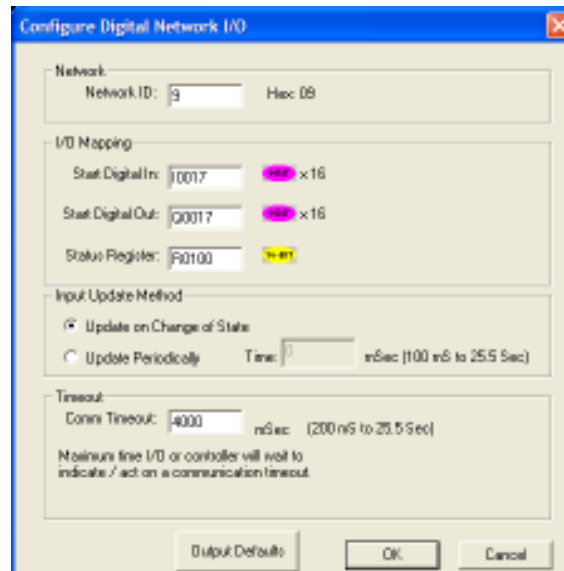 Configure Digital Network I/O
Network
Network ID: 9 Hex: 09
I/O Mapping
Start Digital In: I0017 x 16
Start Digital Out: Q0017 x 16
Status Register: R0100 16-BIT
Input Update Method
Update on Change of State
Update Periodically Time: 0 mSec (100 mS to 25.5 Sec)
Timeout
Comm Timeout: 4000 mSec (200 mS to 25.5 Sec)
Maximum time I/O or controller will wait to
indicate / act on a communication timeout.
Output Defaults OK Cancel